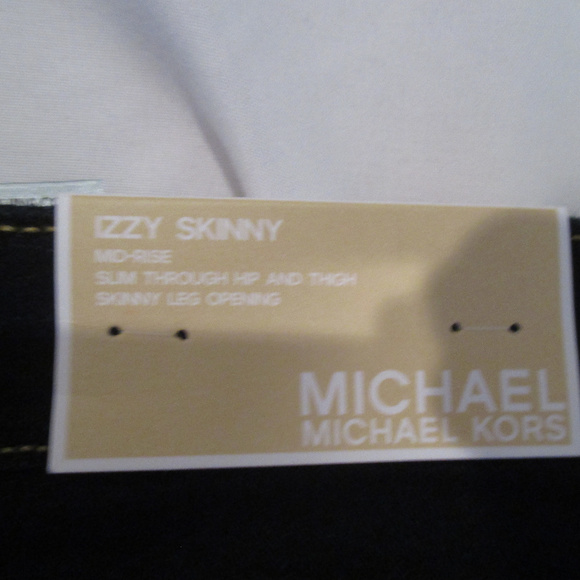 IZZY SKINNY
MID-RISE
SLIM THROUGH HIP AND THIGH
SKINNY LEG OPENING
MICHAEL
MICHAEL KORS